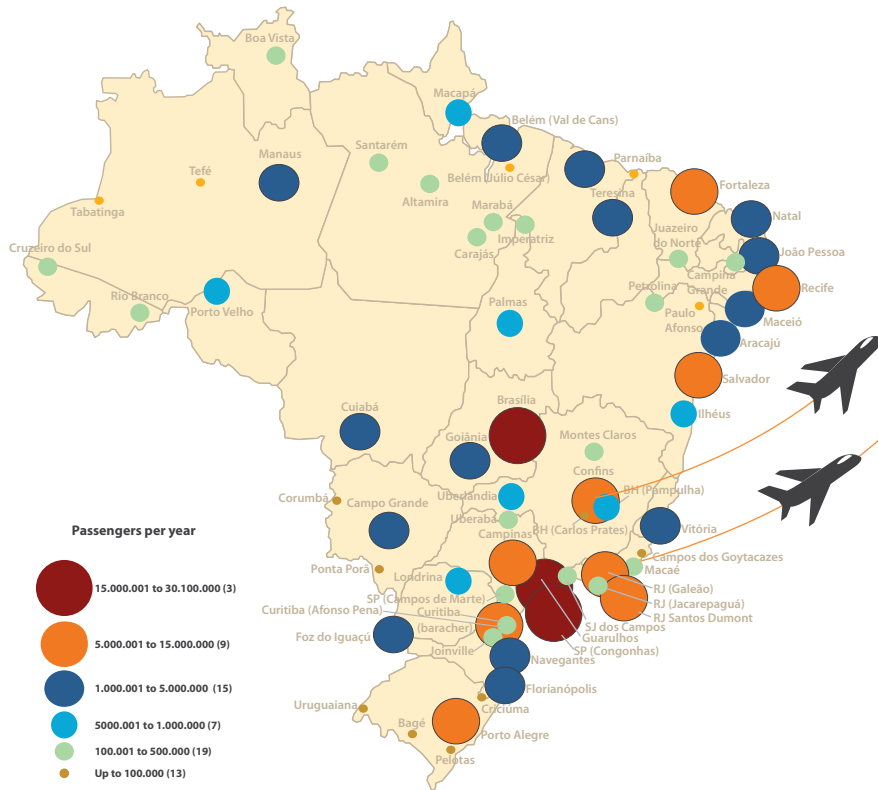 Boa Vista
Macapá
Belém (Val de Cans)
Santarém
Manaus
Parnaíba
Tefé
Belém (Júlio César)
Fortaleza
Altamira
Teresina
Tabatinga
Marabá
Natal
Juazeiro
do Norte
Imperatriz
Cruzeiro do Sul
Carajás
João Pessoa
Campina
Grande
Petrolina
Recife
Rio Branco
Porto Velho
Palmas
Paulo
Afonso
Maceió
Aracajú
Salvador
Brasília
Cuiabá
Ilhéus
Goiânia
Montes Claros
Confins
BH (Pampulha)
Corumbá
Campo Grande
Uberlândia
Uberaba
BH (Carlos Prates)
Vitória
Campinas
Passengers per year
Campos dos Goytacazes
Ponta Porã
Macaé
Londrina
15.000.001 to 30.100.000 (3)
RJ (Galeão)
SP (Campos de Marte)
RJ (Jacarepaguá)
Curitiba (Afonso Pena)
Curitiba
RJ Santos Dumont
(baracher)
SJ dos Campos
Foz do Iguaçú
Guarulhos
5.000.001 to 15.000.000 (9)
Joinville
SP (Congonhas)
Navegantes
1.000.001 to 5.000.000 (15)
Florianópolis
Uruguaiana
Criciúma
5000.001 to 1.000.000 (7)
Bagé
Porto Alegre
100.001 to 500.000 (19)
Pelotas
Up to 100.000 (13)